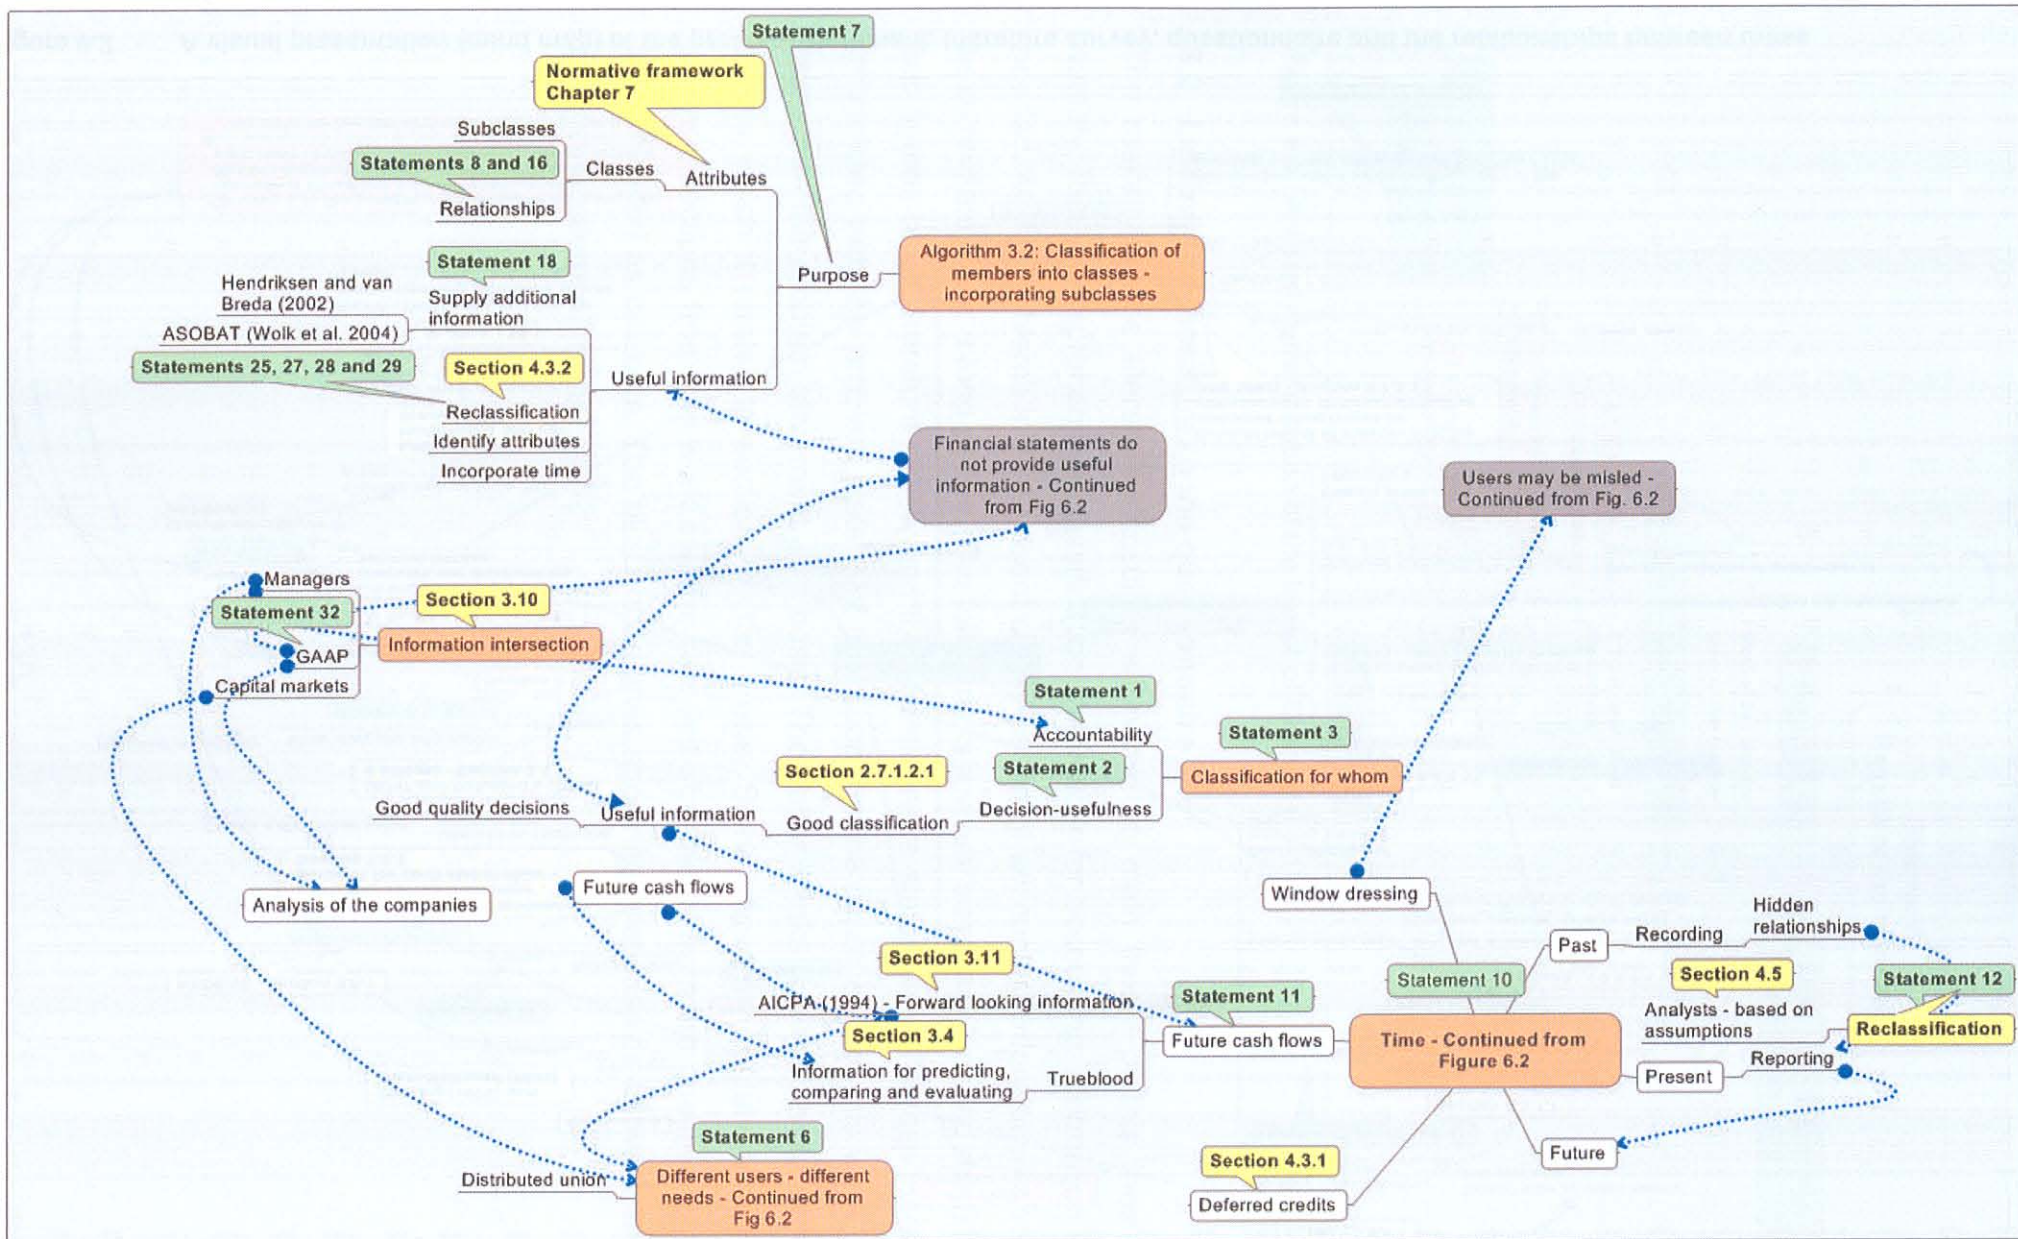 Statement 7
Normative framework
Chapter 7
Subclasses
Statements 8 and 16
Classes
Attributes
Relationships
Algorithm 3.2: Classification of
members into classes -
incorporating subclasses
Purpose
Statement 18
Hendriksen and van
Breda (2002)
Supply additional
information
ASOBAT (Wolk et al. 2004)
Statements 25, 27, 28 and 29
Section 4.3.2
Useful information
Reclassification
Identify attributes
Incorporate time
Financial statements do
not provide useful
information - Continued
from Fig 6.2
Users may be misled -
Continued from Fig. 6.2
Managers
Statement 32
Section 3.10
Information intersection
GAAP
Capital markets
Statement 1
Accountability
Statement 3
Section 2.7.1.2.1
Statement 2
Classification for whom
Good quality decisions
Useful information
Good classification
Decision-usefulness
Analysis of the companies
Future cash flows
Window dressing
Hidden
relationships
Past
Recording
Section 3.11
Section 4.5
Statement 10
Statement 12
AICPA (1994) - Forward looking information
Statement 11
Analysts - based on
assumptions
Reclassification
Section 3.4
Future cash flows
Time - Continued from
Figure 6.2
Reporting
Information for predicting,
comparing and evaluating
Trueblood
Present
Statement 6
Future
Section 4.3.1
Distributed union
Different users - different
needs - Continued from
Fig 6.2
Deferred credits